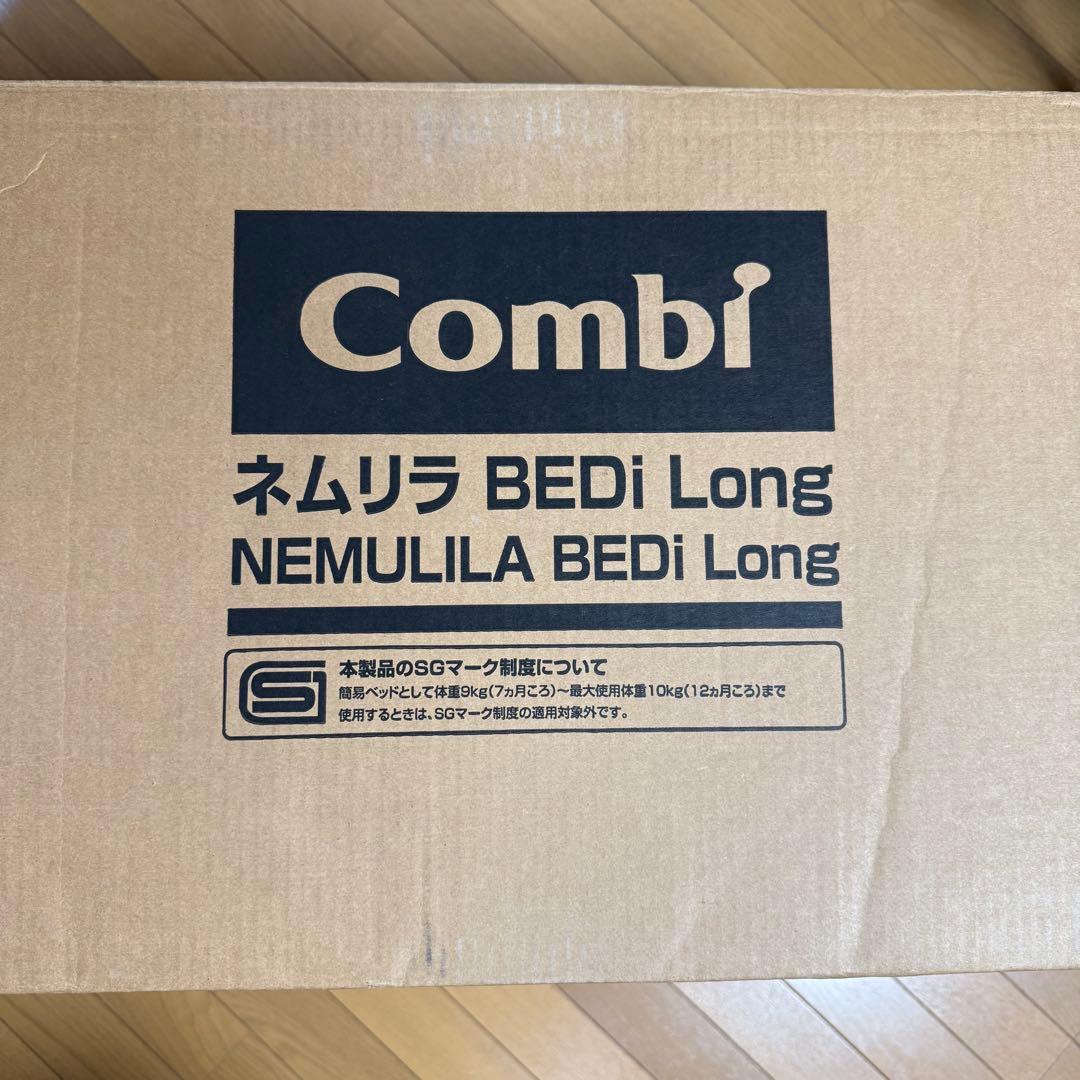 Combi
ネムリラ BEDi Long
NEMULILA BEDi Long
SG
本製品のSGマーク制度について
簡易ベッドとして体重9kg(7ヵ月ころ)〜最大使用体重10kg(12ヵ月ころ)まで
使用するときは、SGマーク制度の適用対象外です。